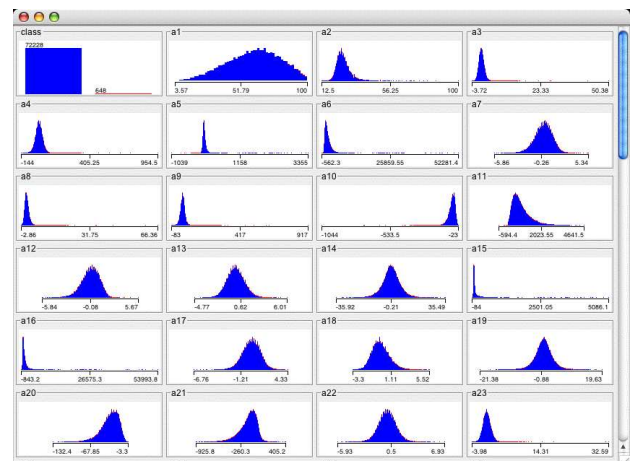 class
72228
648
a1
3.57 51.79 100
a2
12.5 56.25 100
a3
-3.72 23.33 50.38
a4
-144 405.25 954.5
a5
-1039 1158 3355
a6
-562.3 25859.55 52281.4
a7
-5.86 -0.26 5.34
a8
-2.86 31.75 66.36
a9
-83 417 917
a10
-1044 -533.5 -23
a11
-594.4 2023.55 4641.5
a12
-5.84 -0.08 5.67
a13
-4.77 0.62 6.01
a14
-35.92 -0.21 35.49
a15
-84 2501.05 5086.1
a16
-843.2 26575.3 53993.8
a17
-6.76 -1.21 4.33
a18
-3.3 1.11 5.52
a19
-21.38 -0.88 19.63
a20
-132.4 -67.85 -3.3
a21
-925.8 -260.3 405.2
a22
-5.93 0.5 6.93
a23
-3.98 14.31 32.59